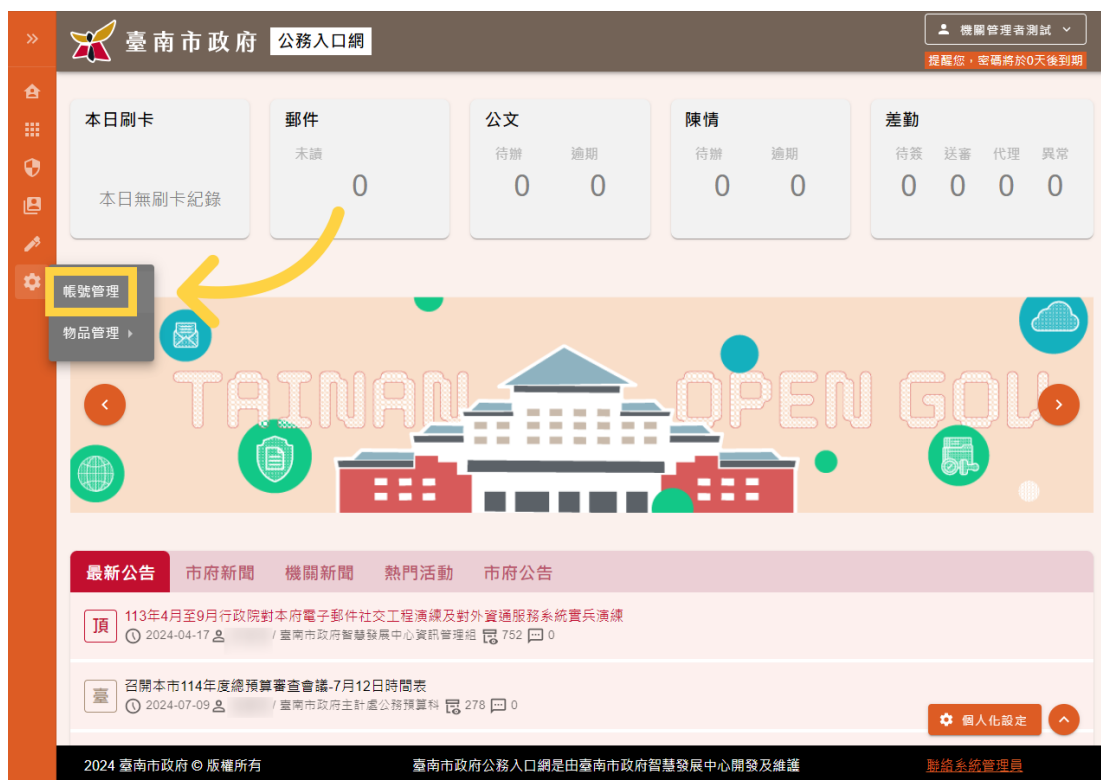 臺南市政府 公務入口網
機關管理者測試
提醒您，密碼將於0天後到期
本日刷卡
本日無刷卡紀錄
郵件
未讀
0
公文
待辦 逾期
0 0
陳情
待辦 逾期
0 0
差勤
待簽 送審 代理 異常
0 0 0 0
帳號管理
物品管理
TAINAN OPEN GOV
最新公告 市府新聞 機關新聞 熱門活動 市府公告
頂
113年4月至9月行政院對本府電子郵件社交工程演練及對外資通服務系統實兵演練
2024-04-17 / 臺南市政府智慧發展中心資訊管理組 752 0
臺
召開本市114年度總預算審查會議-7月12日時間表
2024-07-09 / 臺南市政府主計處公務預算科 278 0
個人化設定
2024 臺南市政府 © 版權所有 臺南市政府公務入口網是由臺南市政府智慧發展中心開發及維護 聯絡系統管理員